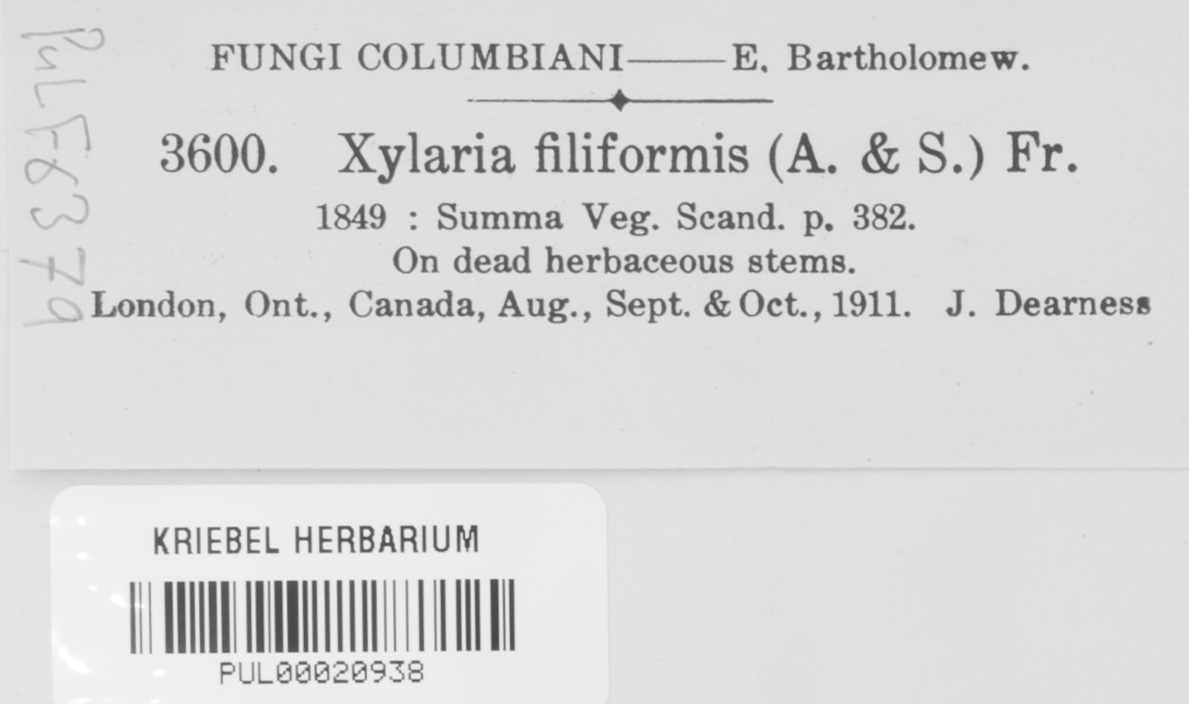 FUNGI COLUMBIANI——E. Bartholomew.
3600. Xylaria filiformis (A. & S.) Fr.
1849 : Summa Veg. Scand. p. 382.
On dead herbaceous stems.
London, Ont., Canada, Aug., Sept. & Oct., 1911. J. Dearness
PUL F6379
KRIEBEL HERBARIUM
PUL00020938